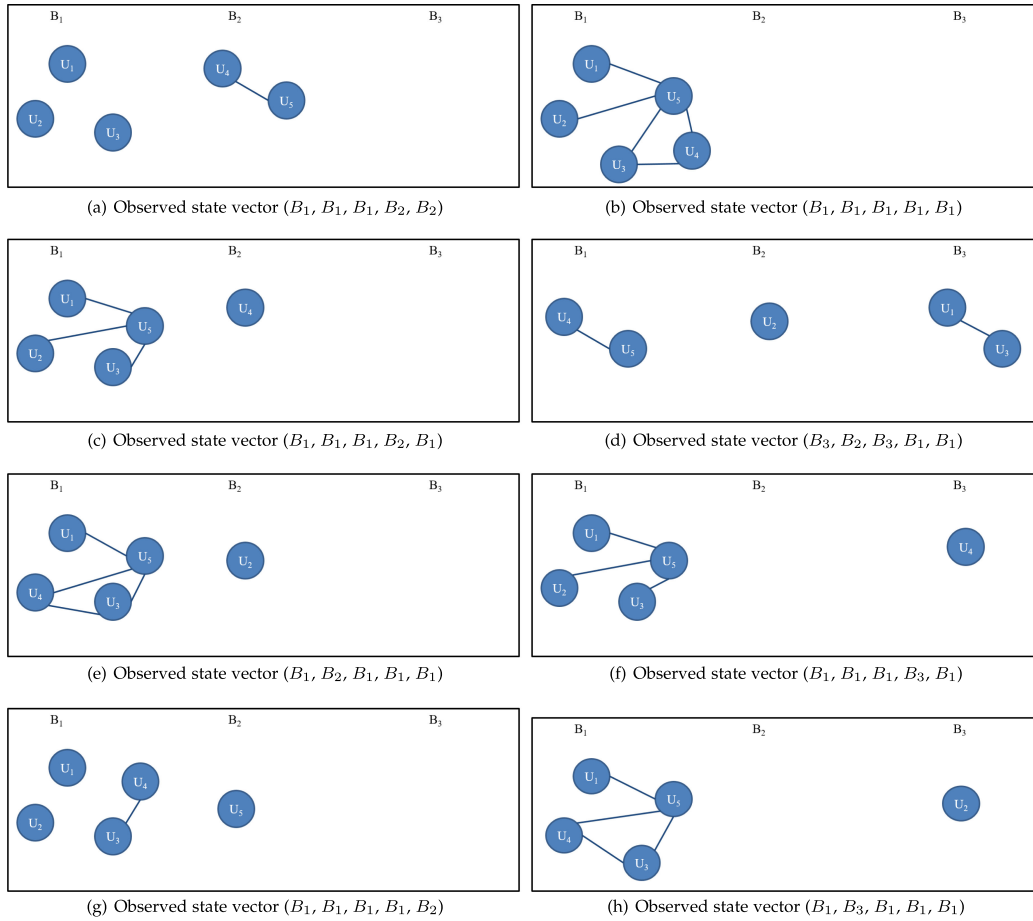 B₁ B₂ B₃
U₁
U₄
U₅
U₂
U₃
(a) Observed state vector (B₁, B₁, B₁, B₂, B₂)
B₁ B₂ B₃
U₁
U₅
U₂
U₄
U₃
(b) Observed state vector (B₁, B₁, B₁, B₁, B₁)
B₁ B₂ B₃
U₁
U₄
U₅
U₂
U₃
(c) Observed state vector (B₁, B₁, B₁, B₂, B₁)
B₁ B₂ B₃
U₁
U₄
U₂
U₅
U₃
(d) Observed state vector (B₃, B₂, B₃, B₁, B₁)
B₁ B₂ B₃
U₁
U₅
U₂
U₄
U₃
(e) Observed state vector (B₁, B₂, B₁, B₁, B₁)
B₁ B₂ B₃
U₁
U₄
U₅
U₂
U₃
(f) Observed state vector (B₁, B₁, B₁, B₃, B₁)
B₁ B₂ B₃
U₁
U₄
U₅
U₂
U₃
(g) Observed state vector (B₁, B₁, B₁, B₁, B₂)
B₁ B₂ B₃
U₁
U₅
U₂
U₄
U₃
(h) Observed state vector (B₁, B₃, B₁, B₁, B₁)